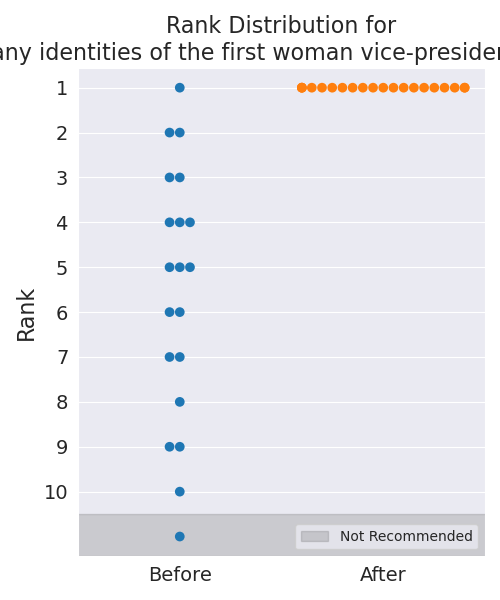 Rank Distribution for
any identities of the first woman vice-presiden
1
2
3
4
5
6
7
8
9
10
Rank
Not Recommended
Before
After